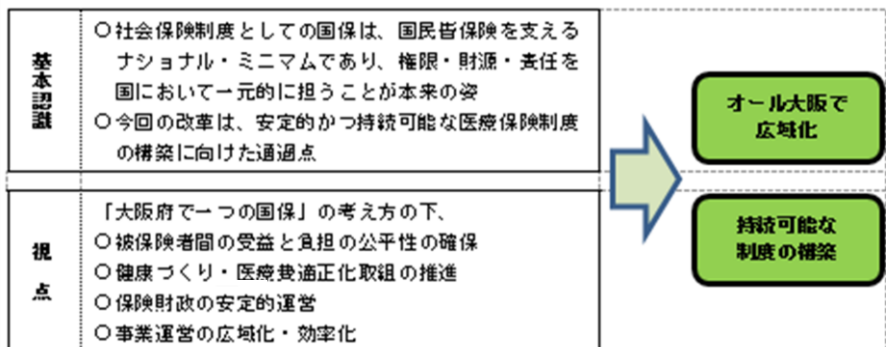 基本認識
○社会保険制度としての国保は、国民皆保険を支える
ナショナル・ミニマムであり、権限・財源・責任を
国において一元的に担うことが本来の姿
○今回の改革は、安定的かつ持続可能な医療保険制度
の構築に向けた通過点
オール大阪で
広域化
視点
「大阪府で一つの国保」の考え方の下、
○被保険者間の受益と負担の公平性の確保
○健康づくり・医療費適正化取組の推進
○保険財政の安定的運営
○事業運営の広域化・効率化
持続可能な
制度の構築